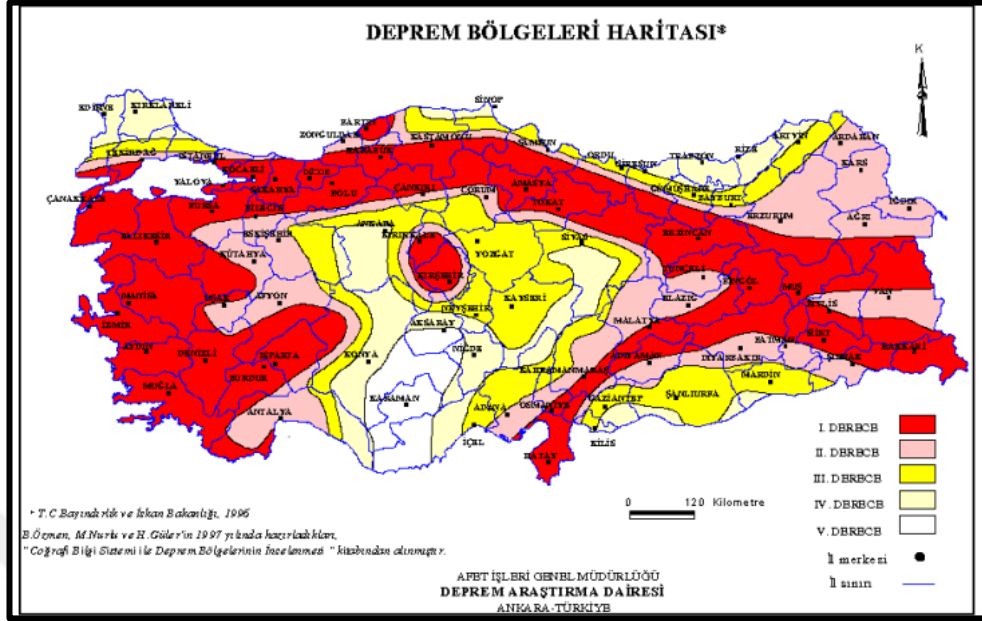 DEPREM BÖLGELERİ HARİTASI*
K
SİNOP
EDİRNE KIRKLARELİ
BARTIN
ZONGULDAK KASTAMONU
ARTVİN ARDAHAN
TEKİRDAĞ İSTANBUL
KARABÜK SAMSUN
ORDU GİRESUN TRABZON RİZE
KARS
KOCAELİ
YALOVA SAKARYA DÜZCE BOLU
ÇANKIRI ÇORUM AMASYA TOKAT
GÜMÜŞHANE BAYBURT
IĞDIR
ÇANAKKALE
BURSA BİLECİK
ERZURUM AĞRI
BALIKESİR ESKİŞEHİR ANKARA KIRIKKALE
YOZGAT SİVAS ERZİNCAN
KÜTAHYA
TUNCELİ BİNGÖL MUŞ
KIRŞEHİR
VAN
MANİSA UŞAK AFYON
NEVŞEHİR KAYSERİ
ELAZIĞ BİTLİS
İZMİR
AKSARAY
MALATYA
SİİRT
AYDIN DENİZLİ ISPARTA
KONYA NİĞDE
BATMAN
HAKKARİ
ADIYAMAN DİYARBAKIR ŞIRNAK
BURDUR
KAHRAMANMARAŞ
MUĞLA
MARDİN
KARAMAN
ŞANLIURFA
ANTALYA
ADANA OSMANİYE GAZİANTEP
İÇEL
KİLİS
HATAY
I. DERECE
II. DERECE
III. DERECE
IV. DERECE
V. DERECE
İl merkesi
İl sınırı
0 120 Kilometre
* T.C.Bayındırlık ve İskan Bakanlığı, 1996
B.Özmen, M.Nurlu ve H.Güler'in 1997 yılında hazırladıkları,
"Coğrafi Bilgi Sistemi ile Deprem Bölgelerinin İncelenmesi" kitabından alınmıştır.
AFET İŞLERİ GENEL MÜDÜRLÜĞÜ
DEPREM ARAŞTIRMA DAİRESİ
ANKARA-TÜRKİYE